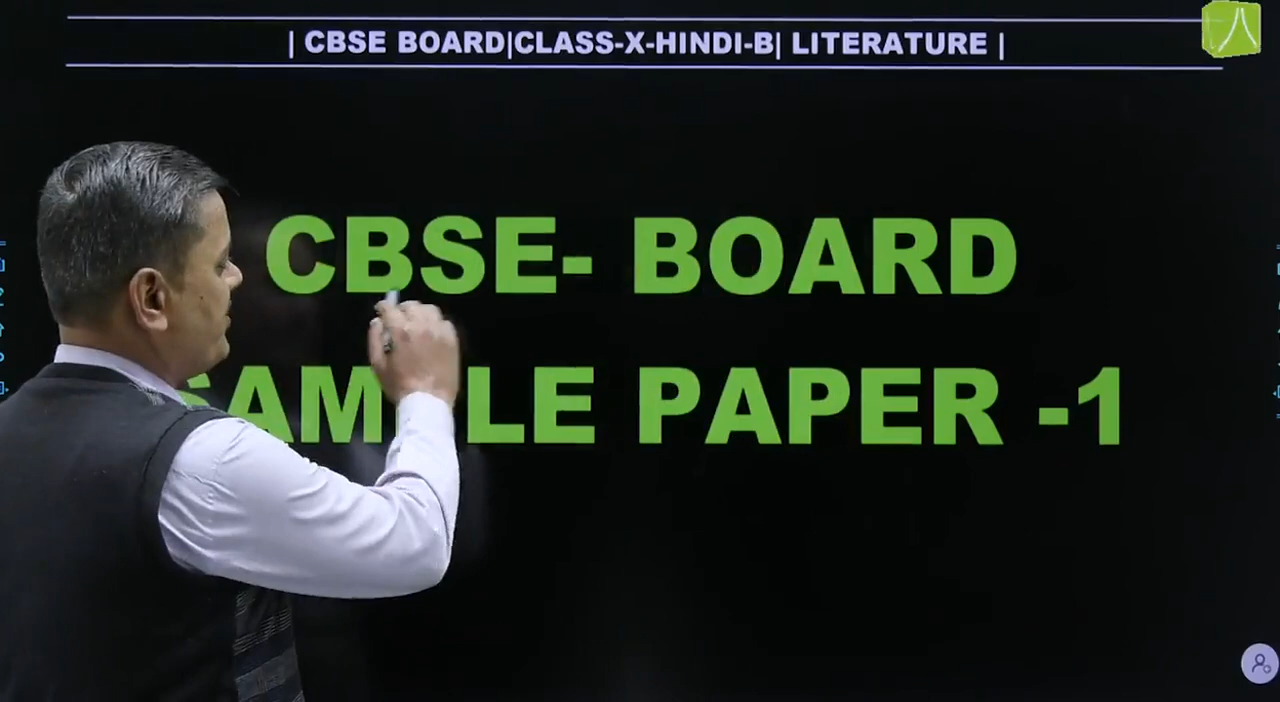 | CBSE BOARD|CLASS-X-HINDI-B| LITERATURE |
CBSE- BOARD
PAPER -1